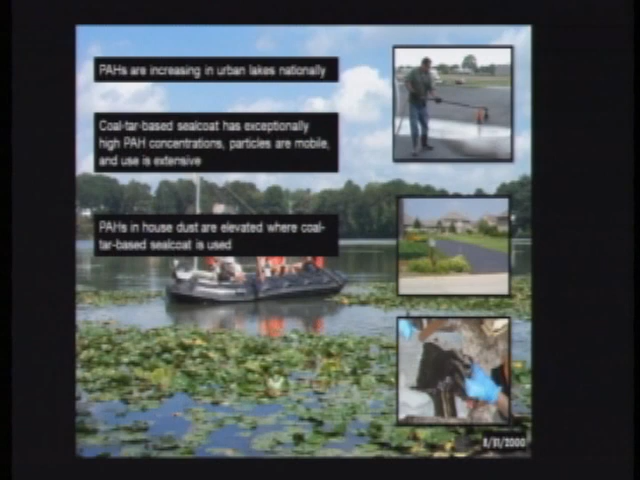 PAHs are increasing in urban lakes nationally
Coal-tar-based sealcoat has exceptionally
high PAH concentrations, particles are mobile,
and use is extensive
PAHs in house dust are elevated where coal-
tar-based sealcoat is used